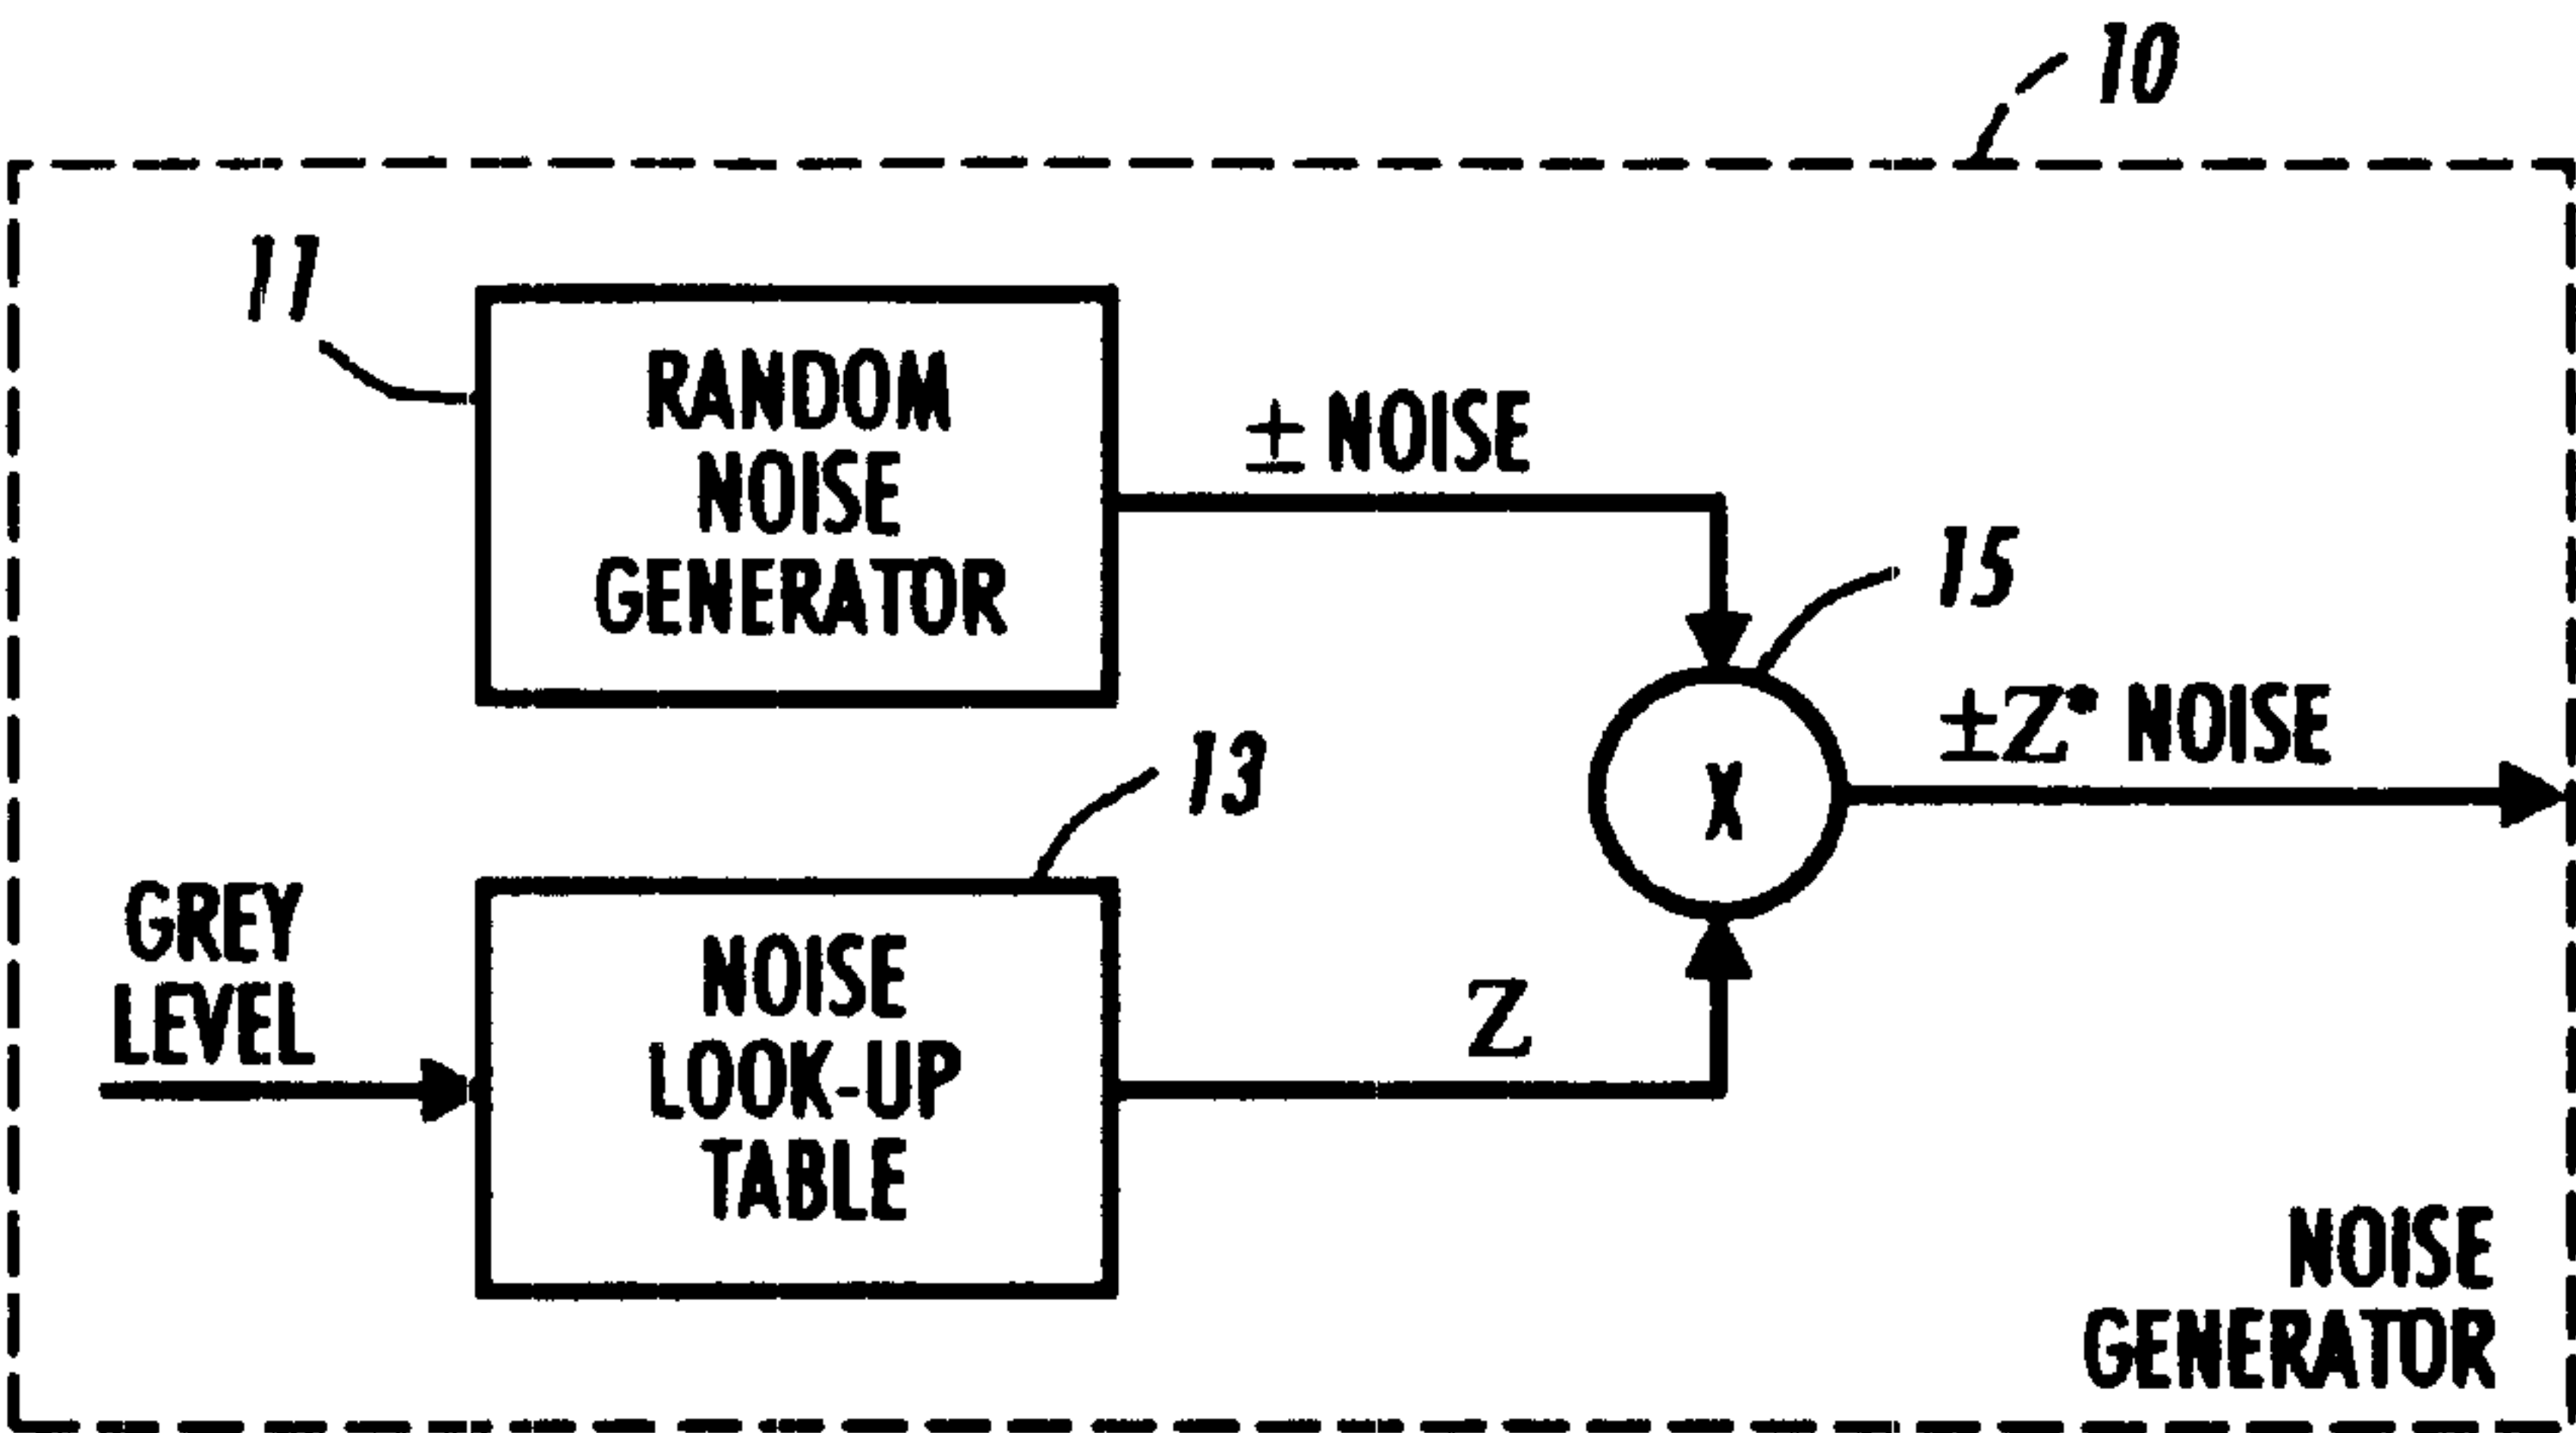 10
11
RANDOM
NOISE
GENERATOR
± NOISE
15
±Z• NOISE
13
X
GREY
LEVEL
NOISE
LOOK-UP
TABLE
Z
NOISE
GENERATOR